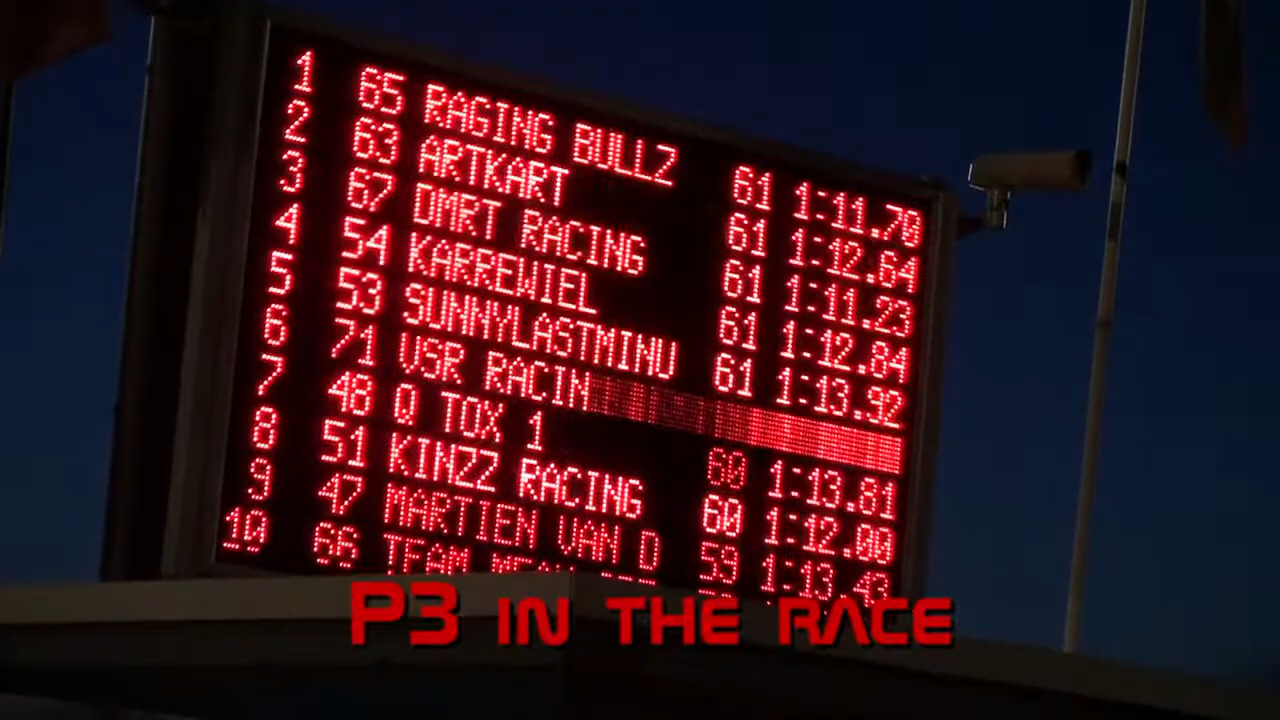 1 65 RAGING BULLZ 61 1:11.70
2 63 ARTKART 61 1:12.64
3 67 DMRT RACING 61 1:11.23
4 54 KARREWIEL 61 1:12.84
5 53 SUNNYLASTMINU 61 1:13.92
6 71 VSR RACIN
7 48 Q TOX 1 60 1:13.81
8 51 KINZZ RACING 60 1:12.00
9 47 MARTIEN VAN D 59 1:13.43
10 66 TEAM
P3 IN THE RACE